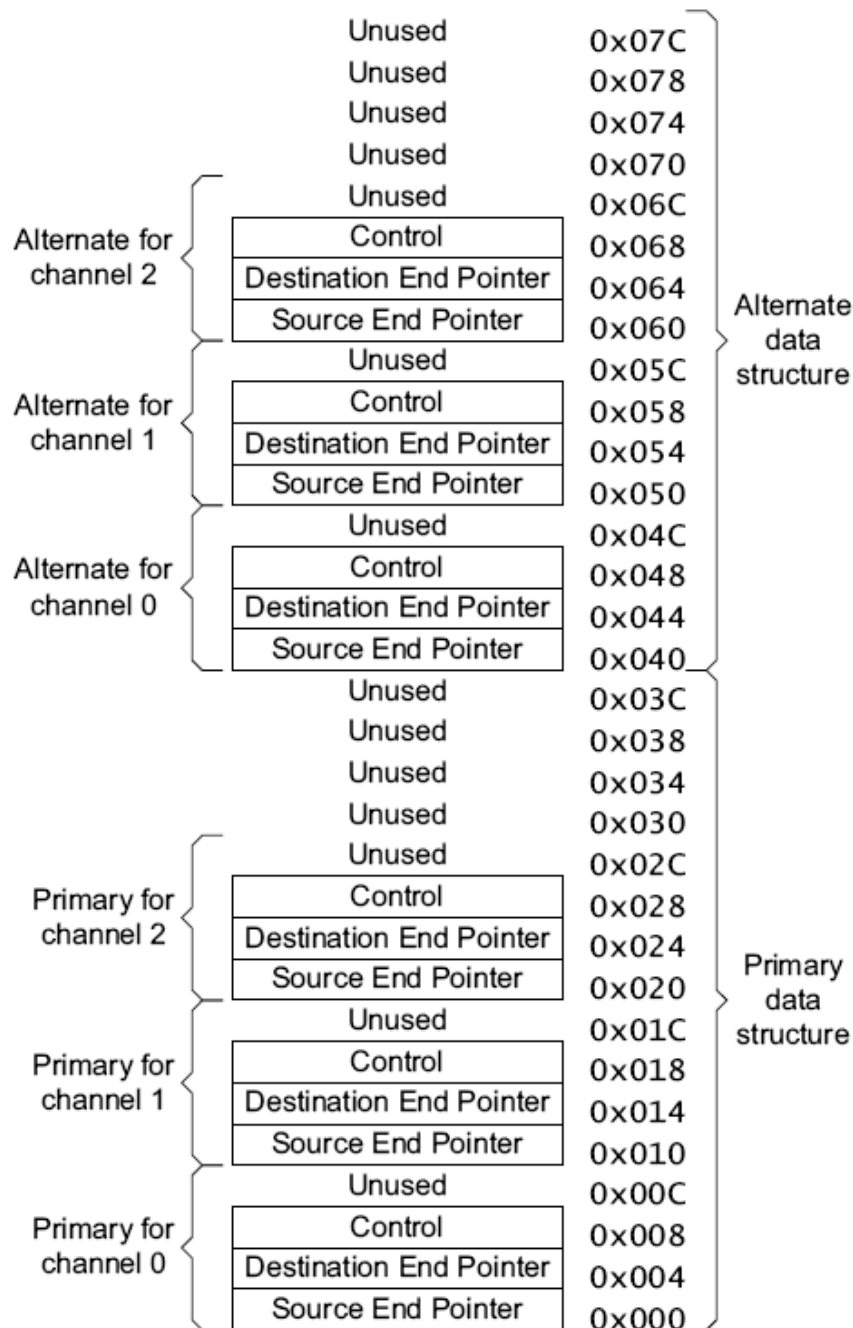 Unused 0x07C
Unused 0x078
Unused 0x074
Unused 0x070
Unused 0x06C
Alternate for
channel 2
Control 0x068
Destination End Pointer 0x064
Source End Pointer 0x060
Alternate
data
structure
Unused 0x05C
Alternate for
channel 1
Control 0x058
Destination End Pointer 0x054
Source End Pointer 0x050
Unused 0x04C
Alternate for
channel 0
Control 0x048
Destination End Pointer 0x044
Source End Pointer 0x040
Unused 0x03C
Unused 0x038
Unused 0x034
Unused 0x030
Unused 0x02C
Primary for
channel 2
Control 0x028
Destination End Pointer 0x024
Source End Pointer 0x020
Primary
data
structure
Unused 0x01C
Primary for
channel 1
Control 0x018
Destination End Pointer 0x014
Source End Pointer 0x010
Unused 0x00C
Primary for
channel 0
Control 0x008
Destination End Pointer 0x004
Source End Pointer 0x000